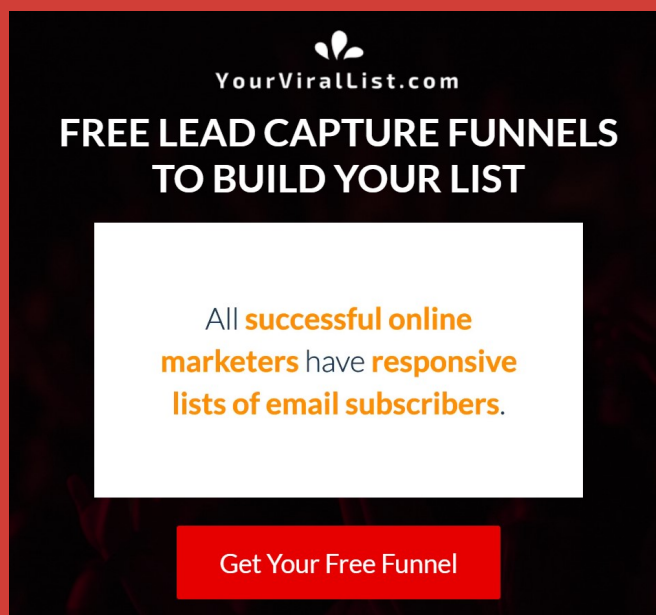 YourViralList.com
FREE LEAD CAPTURE FUNNELS
TO BUILD YOUR LIST
All successful online
marketers have responsive
lists of email subscribers.
Get Your Free Funnel